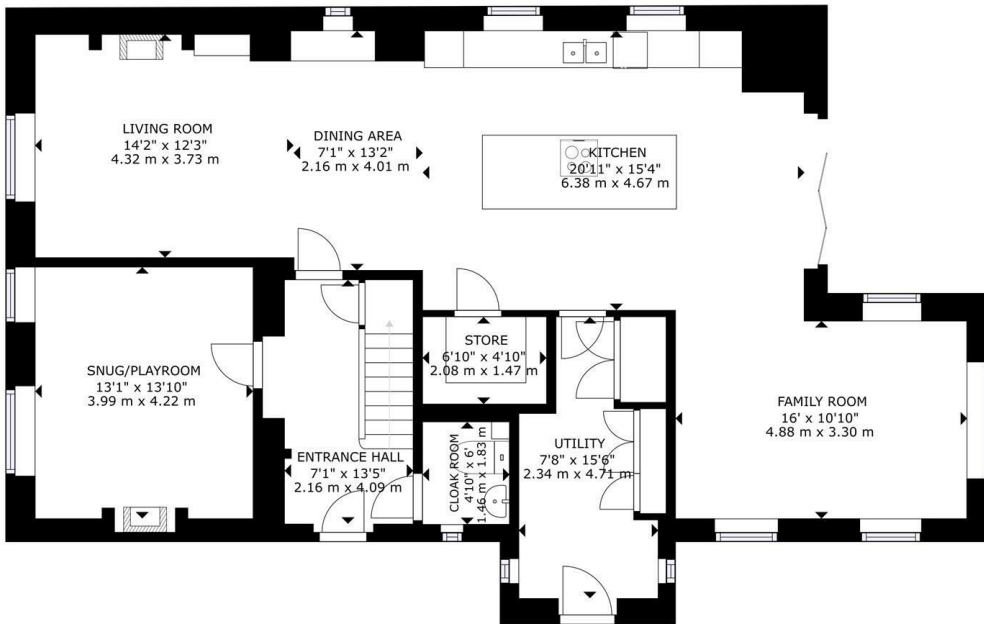 LIVING ROOM
14'2" x 12'3"
4.32 m x 3.73 m
DINING AREA
7'1" x 13'2"
2.16 m x 4.01 m
KITCHEN
20'11" x 15'4"
6.38 m x 4.67 m
SNUG/PLAYROOM
13'1" x 13'10"
3.99 m x 4.22 m
ENTRANCE HALL
7'1" x 13'5"
2.16 m x 4.09 m
STORE
6'10" x 4'10"
2.08 m x 1.47 m
CLOAK ROOM
4'10" x 6'
1.46 m x 1.83 m
UTILITY
7'8" x 15'6"
2.34 m x 4.71 m
FAMILY ROOM
16' x 10'10"
4.88 m x 3.30 m